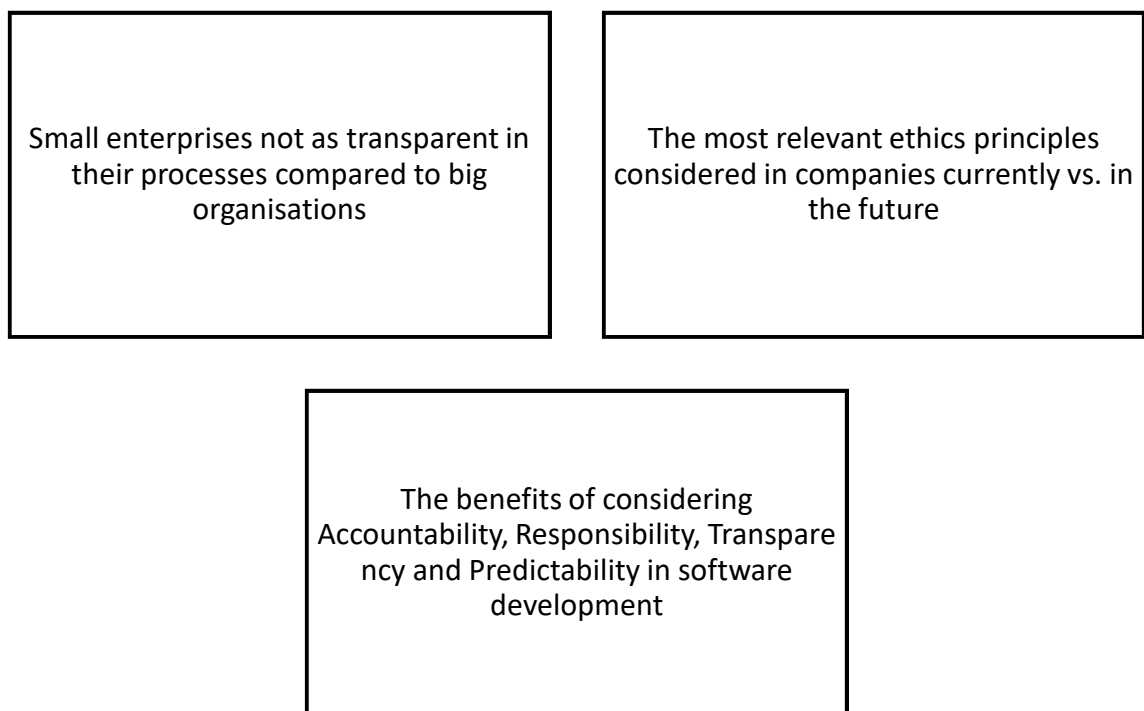 Small enterprises not as transparent in
their processes compared to big
organisations
The most relevant ethics principles
considered in companies currently vs. in
the future
The benefits of considering
Accountability, Responsibility, Transpare
ncy and Predictability in software
development